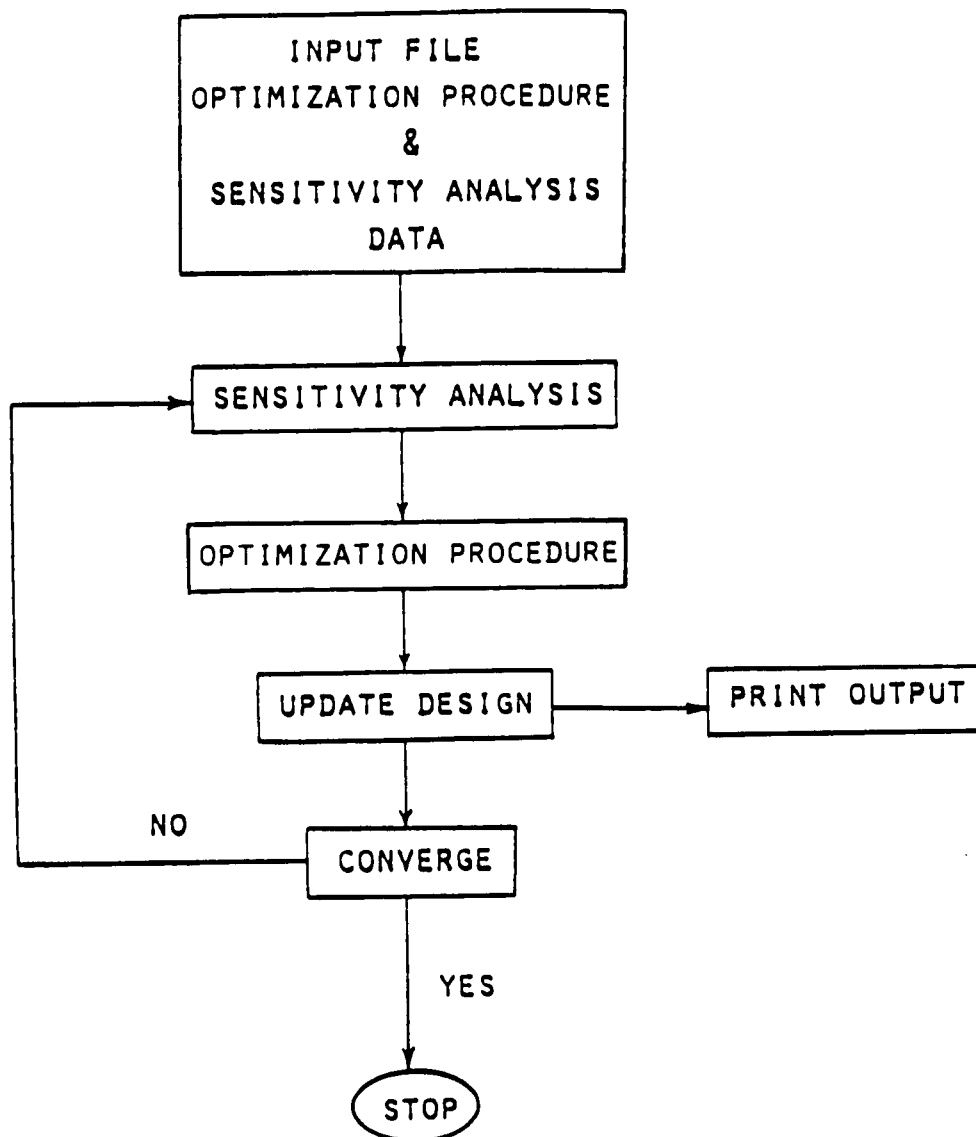 INPUT FILE
OPTIMIZATION PROCEDURE
&
SENSITIVITY ANALYSIS
DATA
SENSITIVITY ANALYSIS
OPTIMIZATION PROCEDURE
UPDATE DESIGN
PRINT OUTPUT
NO
CONVERGE
YES
STOP